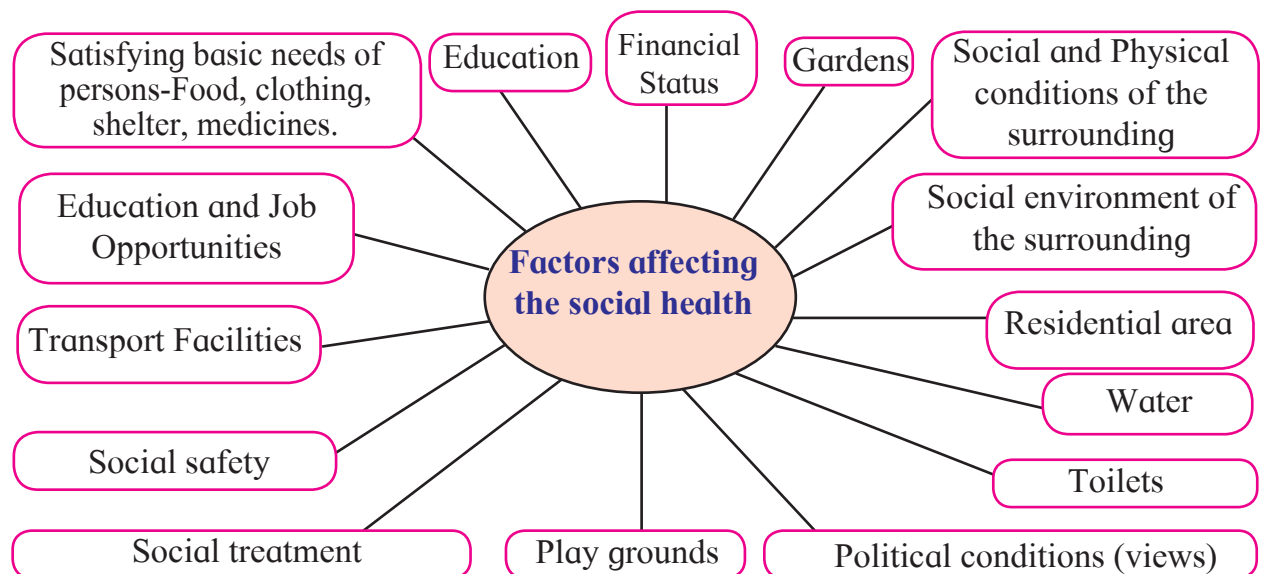 Satisfying basic needs of
persons-Food, clothing,
shelter, medicines.
Education
Financial
Status
Gardens
Social and Physical
conditions of the
surrounding
Education and Job
Opportunities
Social environment of
the surrounding
Factors affecting
the social health
Transport Facilities
Residential area
Water
Social safety
Toilets
Social treatment
Play grounds
Political conditions (views)